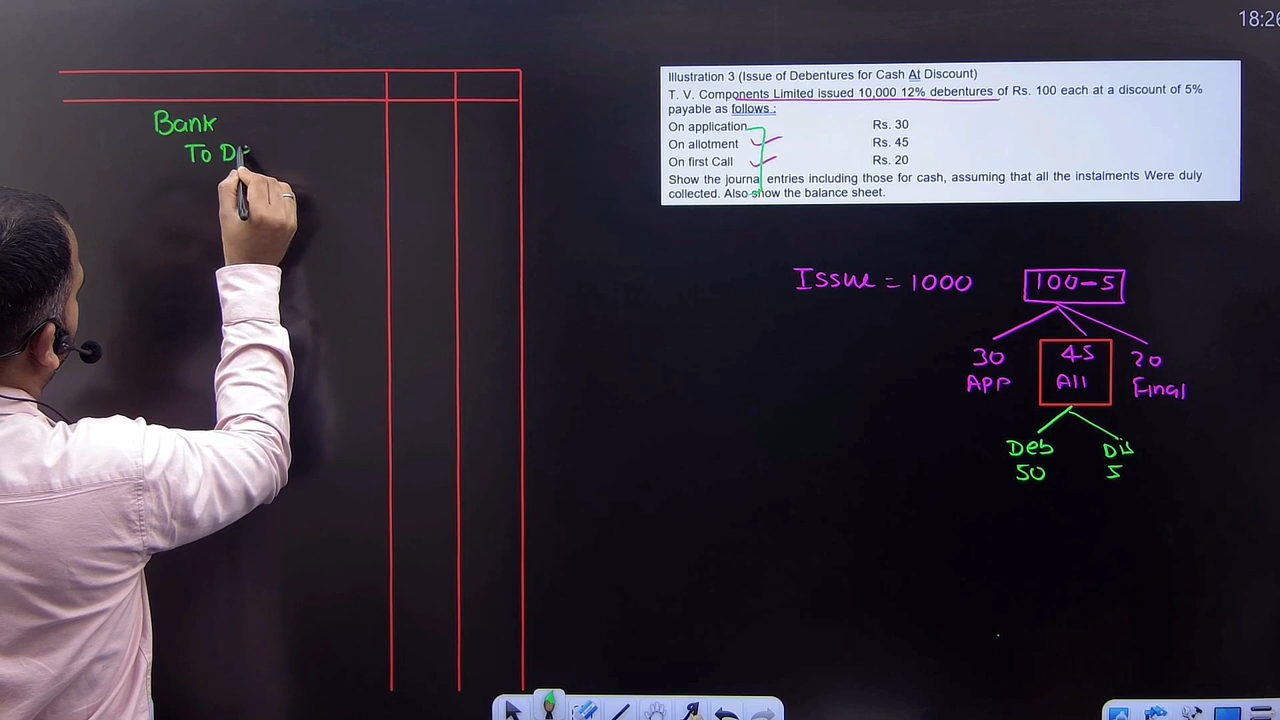 18:26
Bank
To De
Illustration 3 (Issue of Debentures for Cash At Discount)
T. V. Components Limited issued 10,000 12% debentures of Rs. 100 each at a discount of 5%
payable as follows :
On application Rs. 30
On allotment Rs. 45
On first Call Rs. 20
Show the journal entries including those for cash, assuming that all the instalments Were duly
collected. Also show the balance sheet.
Issue = 1000 100-5
30 45 20
App All Final
Deb Dis
50 5